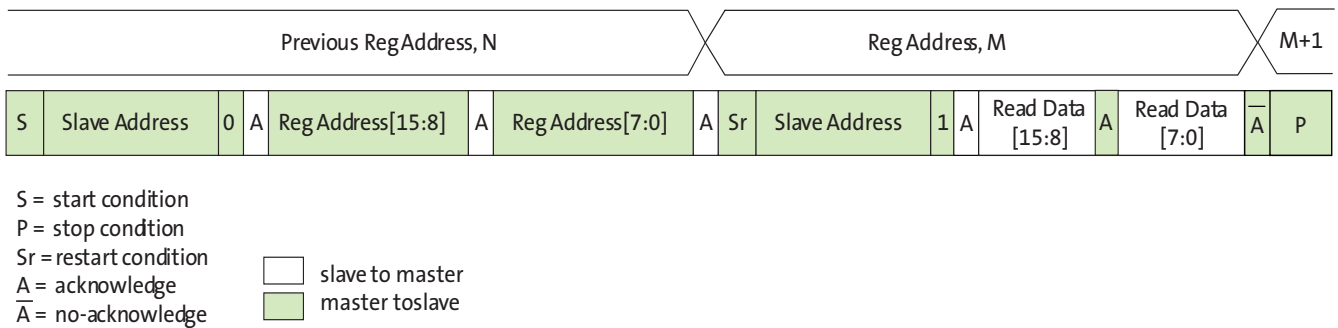 Previous Reg Address, N Reg Address, M M+1
S Slave Address 0 A Reg Address[15:8] A Reg Address[7:0] A Sr Slave Address 1 A Read Data A Read Data A̅ P
[15:8] [7:0]
S = start condition
P = stop condition
Sr = restart condition
A = acknowledge
A̅ = no-acknowledge
slave to master
master toslave